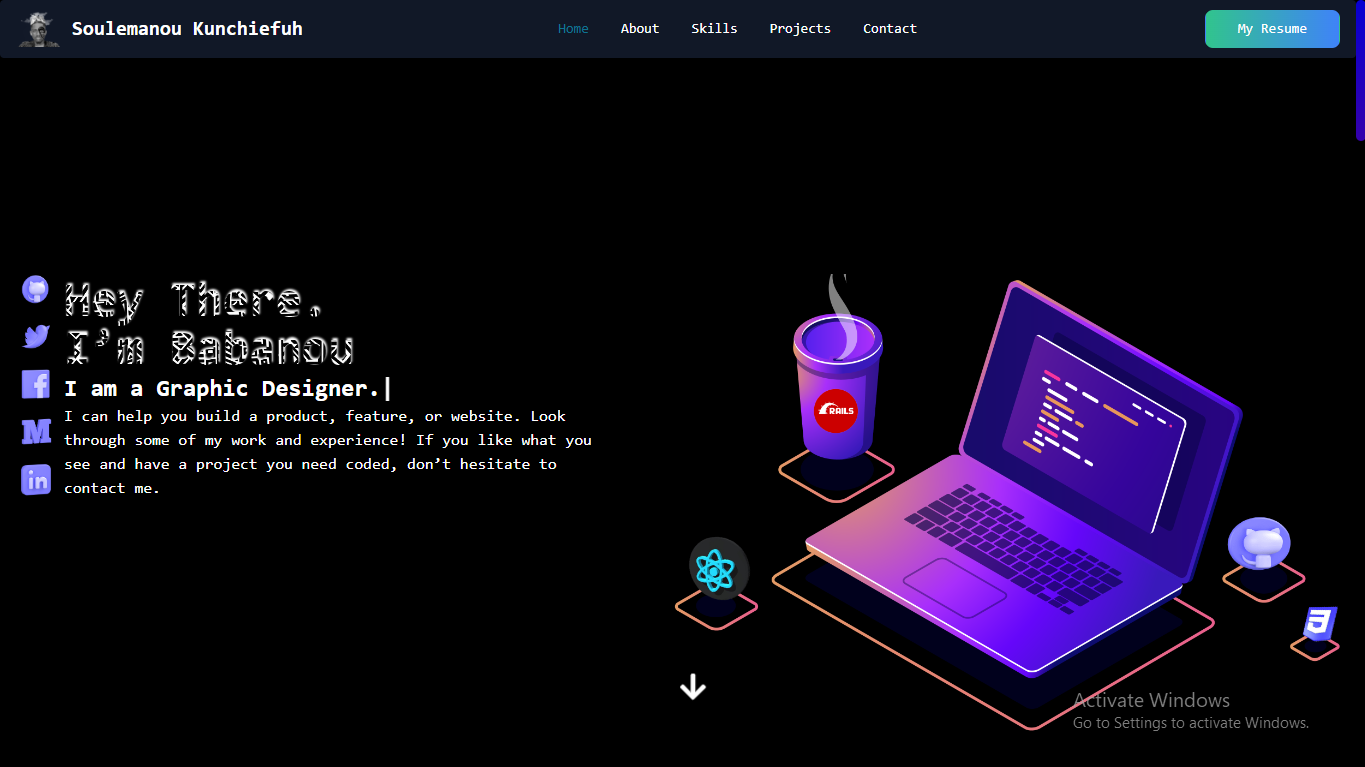 Soulemanou Kunchiefuh
Home About Skills Projects Contact
My Resume
Hey There.
I'm Babanou
I am a Graphic Designer.|
I can help you build a product, feature, or website. Look
through some of my work and experience! If you like what you
see and have a project you need coded, don’t hesitate to
contact me.
RAILS
M
in
Activate Windows
Go to Settings to activate Windows.